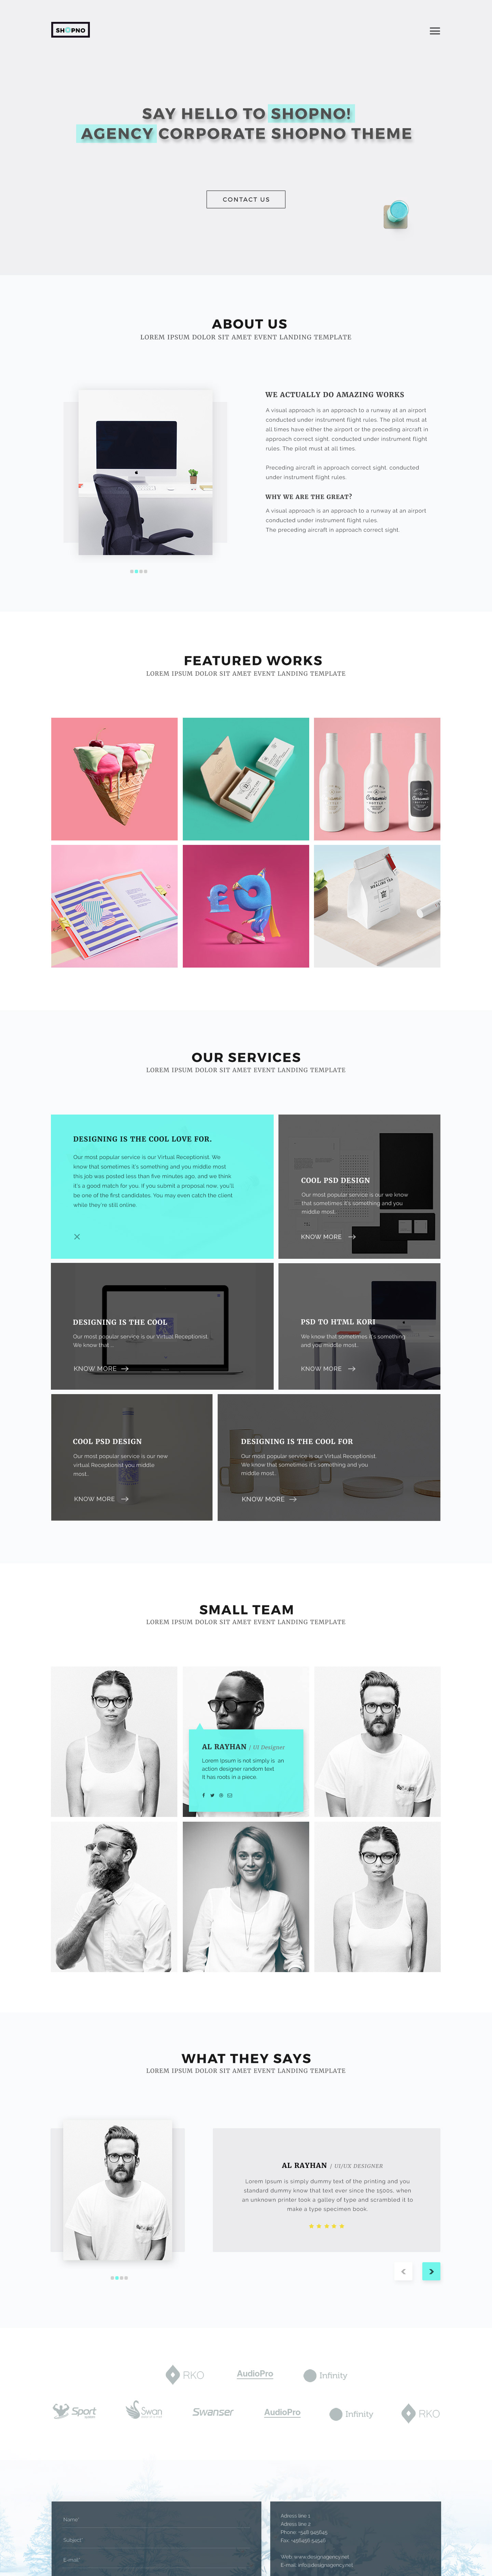 SHOPNO
SAY HELLO TO SHOPNO!
AGENCY CORPORATE SHOPNO THEME
CONTACT US
ABOUT US
LOREM IPSUM DOLOR SIT AMET EVENT LANDING TEMPLATE
WE ACTUALLY DO AMAZING WORKS
A visual approach is an approach to a runway at an airport
conducted under instrument flight rules. The pilot must at
all times have either the airport or the preceding aircraft in
approach correct sight. conducted under instrument flight
rules. The pilot must at all times.
Preceding aircraft in approach correct sight. conducted
under instrument flight rules
WHY WE ARE THE GREAT?
A visual approach is an approach to a runway at an airport
conducted under instrument flight rules.
The preceding aircraft in approach correct sight.
FEATURED WORKS
LOREM IPSUM DOLOR SIT AMET EVENT LANDING TEMPLATE
OUR SERVICES
LOREM IPSUM DOLOR SIT AMET EVENT LANDING TEMPLATE
DESIGNING IS THE COOL LOVE FOR.
Our most popular service is our Virtual Receptionist. We
know that sometimes it's something and you middle most
this job was posted less than five minutes ago, and we think
it's a good match for you. If you submit a proposal now, you'll
be one of the first candidates. You may even catch the client
while they're still online.
COOL PSD DESIGN
Our most popular service is our we know
that sometimes it's something and you
middle most...
KNOW MORE
DESIGNING IS THE COOL
Our most popular service is our Virtual Receptionist.
We know that ...
KNOW MORE
PSD TO HTML KORI
We know that sometimes it's something
and you middle most..
KNOW MORE
COOL PSD DESIGN
Our most popular service is our new
virtual Receptionist you middle
most...
KNOW MORE
DESIGNING IS THE COOL FOR
Our most popular service is our Virtual Receptionist.
We know that sometimes it's something and you
middle most...
KNOW MORE
SMALL TEAM
LOREM IPSUM DOLOR SIT AMET EVENT LANDING TEMPLATE
AL RAYHAN / UI Designer
Lorem Ipsum is not simply is an
action designer random text
It has roots in a piece.
WHAT THEY SAYS
LOREM IPSUM DOLOR SIT AMET EVENT LANDING TEMPLATE
AL RAYHAN / UI/UX DESIGNER
Lorem Ipsum is simply dummy text of the printing and you
standard dummy know that text ever since the 1500s, when
an unknown printer took a galley of type and scrambled it to
make a type specimen book.
RKO
AudioPro
Infinity
Sport
Swan
Swanser
AudioPro
Infinity
RKO
Name*
Subject*
E-mail*
Adress line 1
Adress line 2
Web: www.designagency.net
E-mail: info@designagency.net